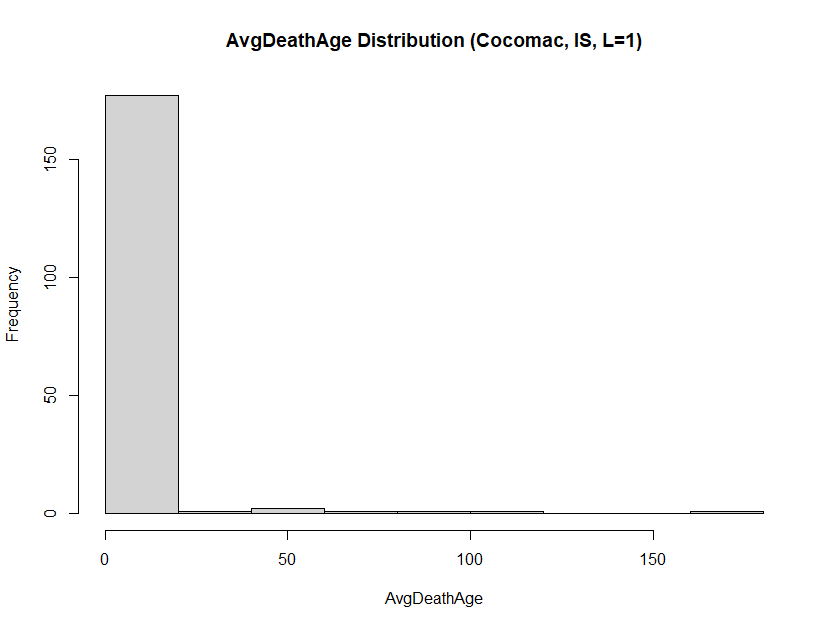 AvgDeathAge Distribution (Cocomac, IS, L=1)
Frequency
150
100
50
0
0 50 100 150
AvgDeathAge